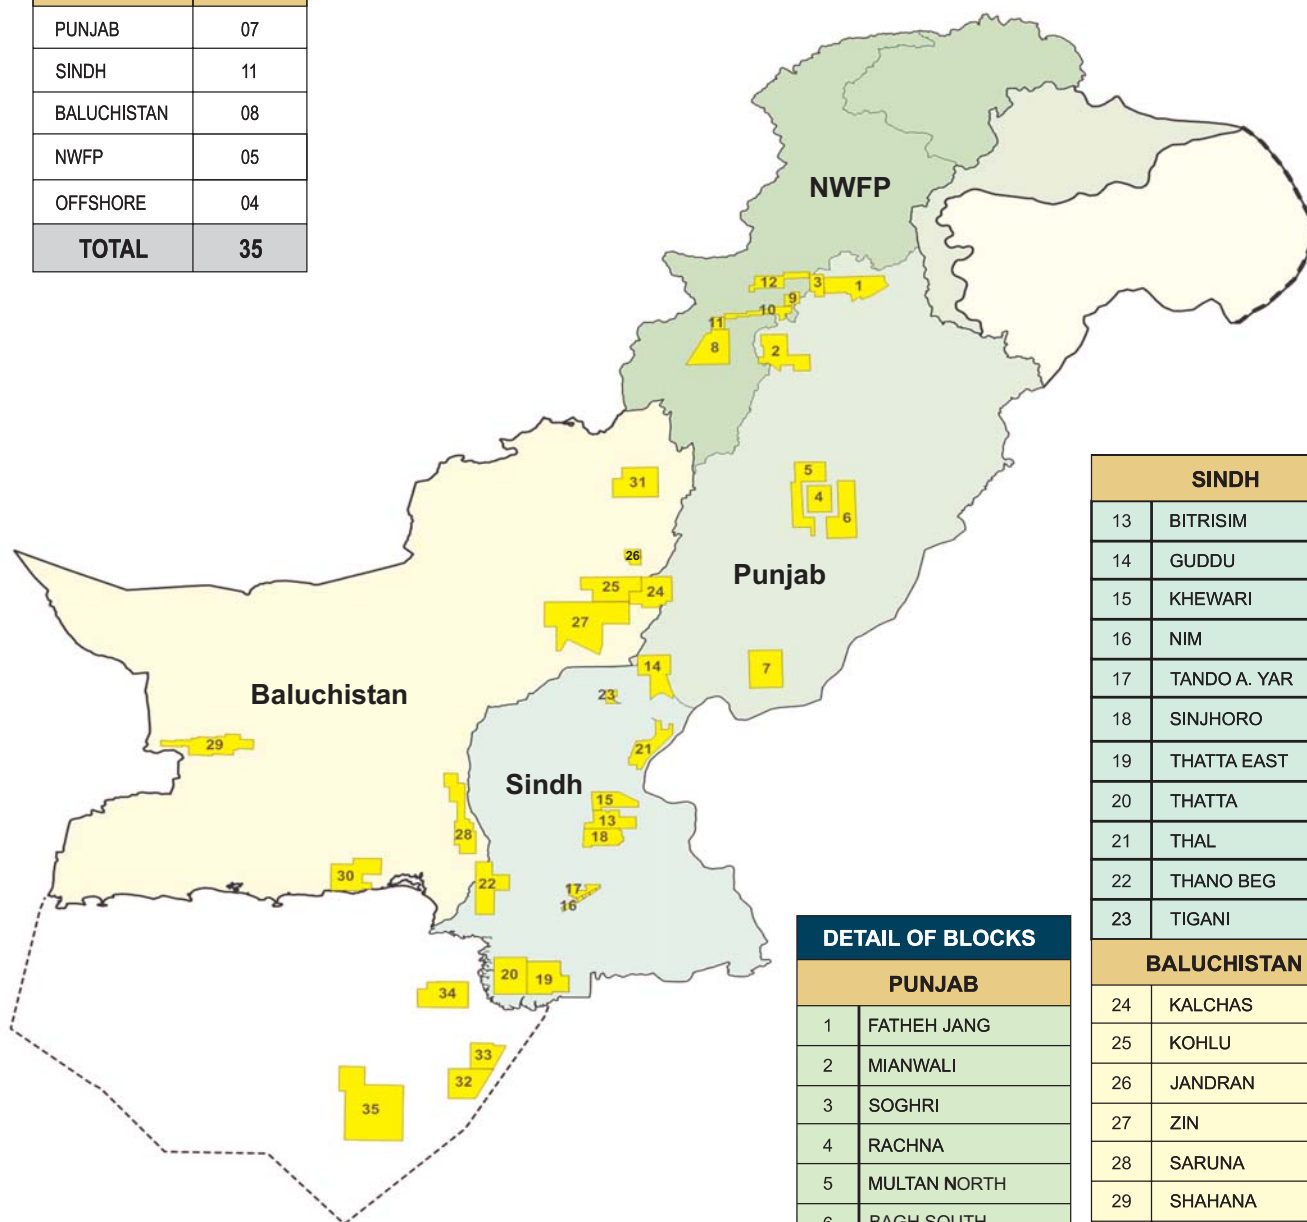 PUNJAB 07
SINDH 11
BALUCHISTAN 08
NWFP 05
OFFSHORE 04
TOTAL 35
NWFP
12
3
1
9
10
11
8
2
31
5
4
6
26
Punjab
25
24
27
14
7
23
Baluchistan
29
21
Sindh
15
13
28
18
30
22
17
16
20
19
34
33
32
35
DETAIL OF BLOCKS
PUNJAB
1 FATHEH JANG
2 MIANWALI
3 SOGHRI
4 RACHNA
5 MULTAN NORTH
6 BAGH SOUTH
SINDH
13 BITRISIM
14 GUDDU
15 KHEWARI
16 NIM
17 TANDO A. YAR
18 SINJHORO
19 THATTA EAST
20 THATTA
21 THAL
22 THANO BEG
23 TIGANI
BALUCHISTAN
24 KALCHAS
25 KOHLU
26 JANDRAN
27 ZIN
28 SARUNA
29 SHAHANA